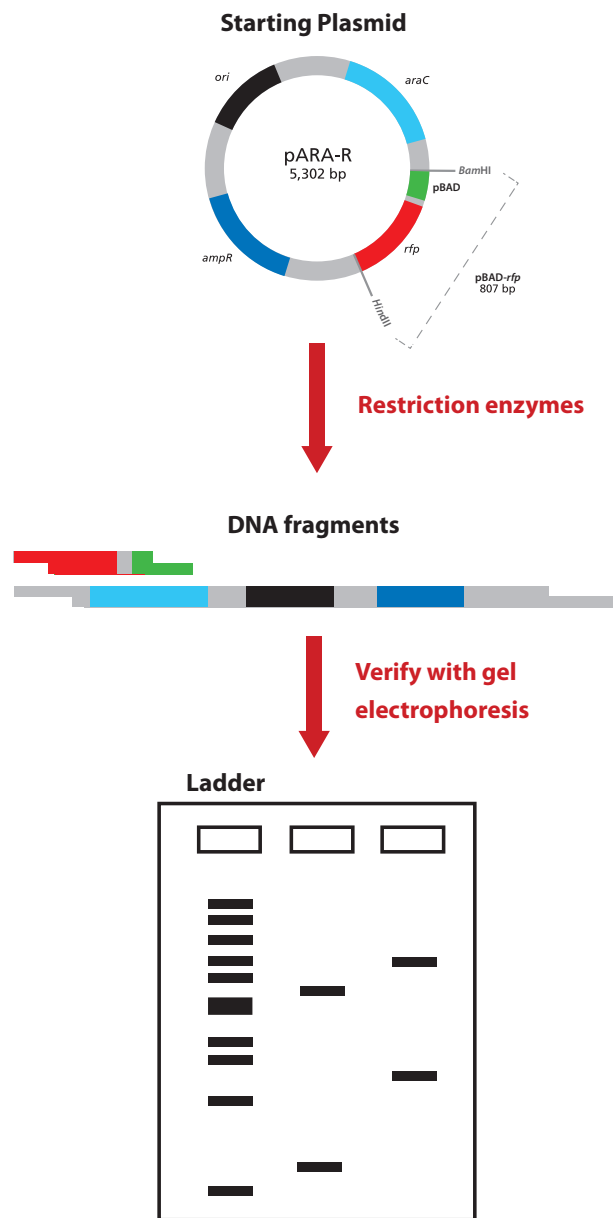 Starting Plasmid
ori
araC
pARA-R
5,302 bp
BamHI
pBAD
ampR
rfp
pBAD-rfp
807 bp
HindII
Restriction enzymes
DNA fragments
Verify with gel
electrophoresis
Ladder